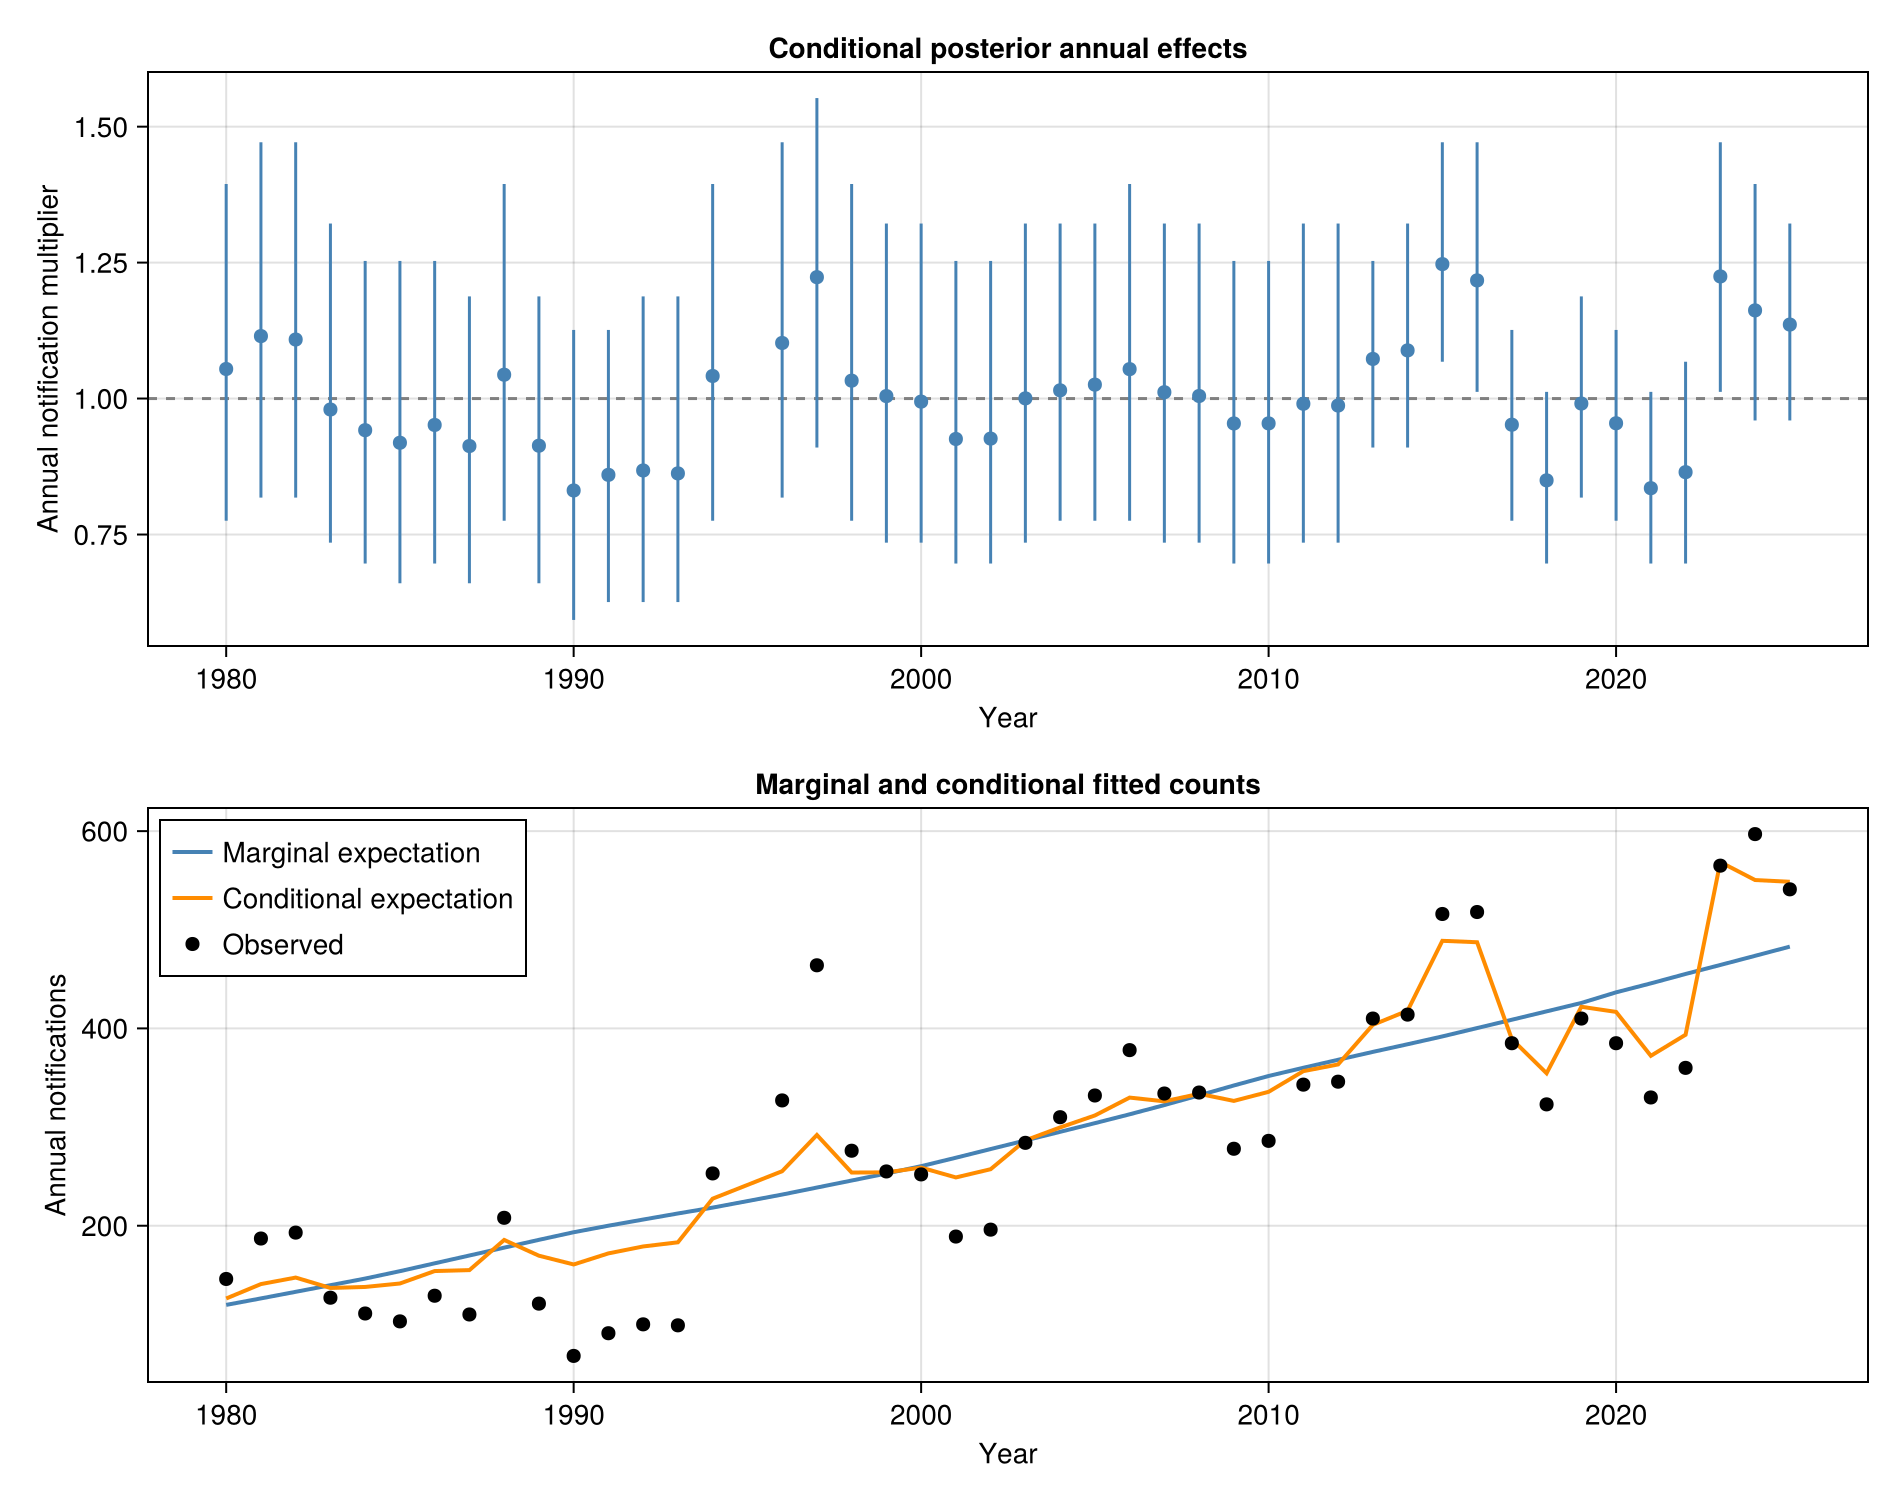 Conditional posterior annual effects
Annual notification multiplier
1.50
1.25
1.00
0.75
1980
1990
2000
2010
2020
Year
Marginal and conditional fitted counts
Annual notifications
600
400
200
Marginal expectation
Conditional expectation
Observed
1980
1990
2000
2010
2020
Year